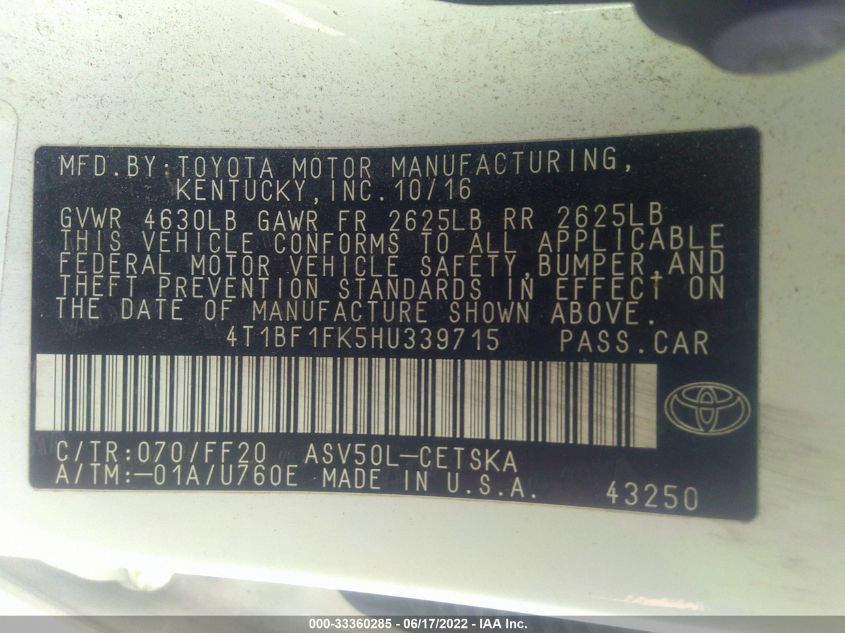 MFD.BY:TOYOTA MOTOR MANUFACTURING,
KENTUCKY,INC.10/16
GVWR 4630LB GAWR FR 2625LB RR 2625LB
THIS VEHICLE CONFORMS TO ALL APPLICABLE
FEDERAL MOTOR VEHICLE SAFETY,BUMPER,AND
THEFT PREVENTION STANDARDS IN EFFECT ON
THE DATE OF MANUFACTURE SHOWN ABOVE.
4T1BF1FK5HU339715 PASS.CAR
C/TR:070/FF20 ASV50L-CETSKA
A/TM:-01A/U760E MADE IN U.S.A. 43250
000-33360285 - 06/17/2022 - IAA Inc.